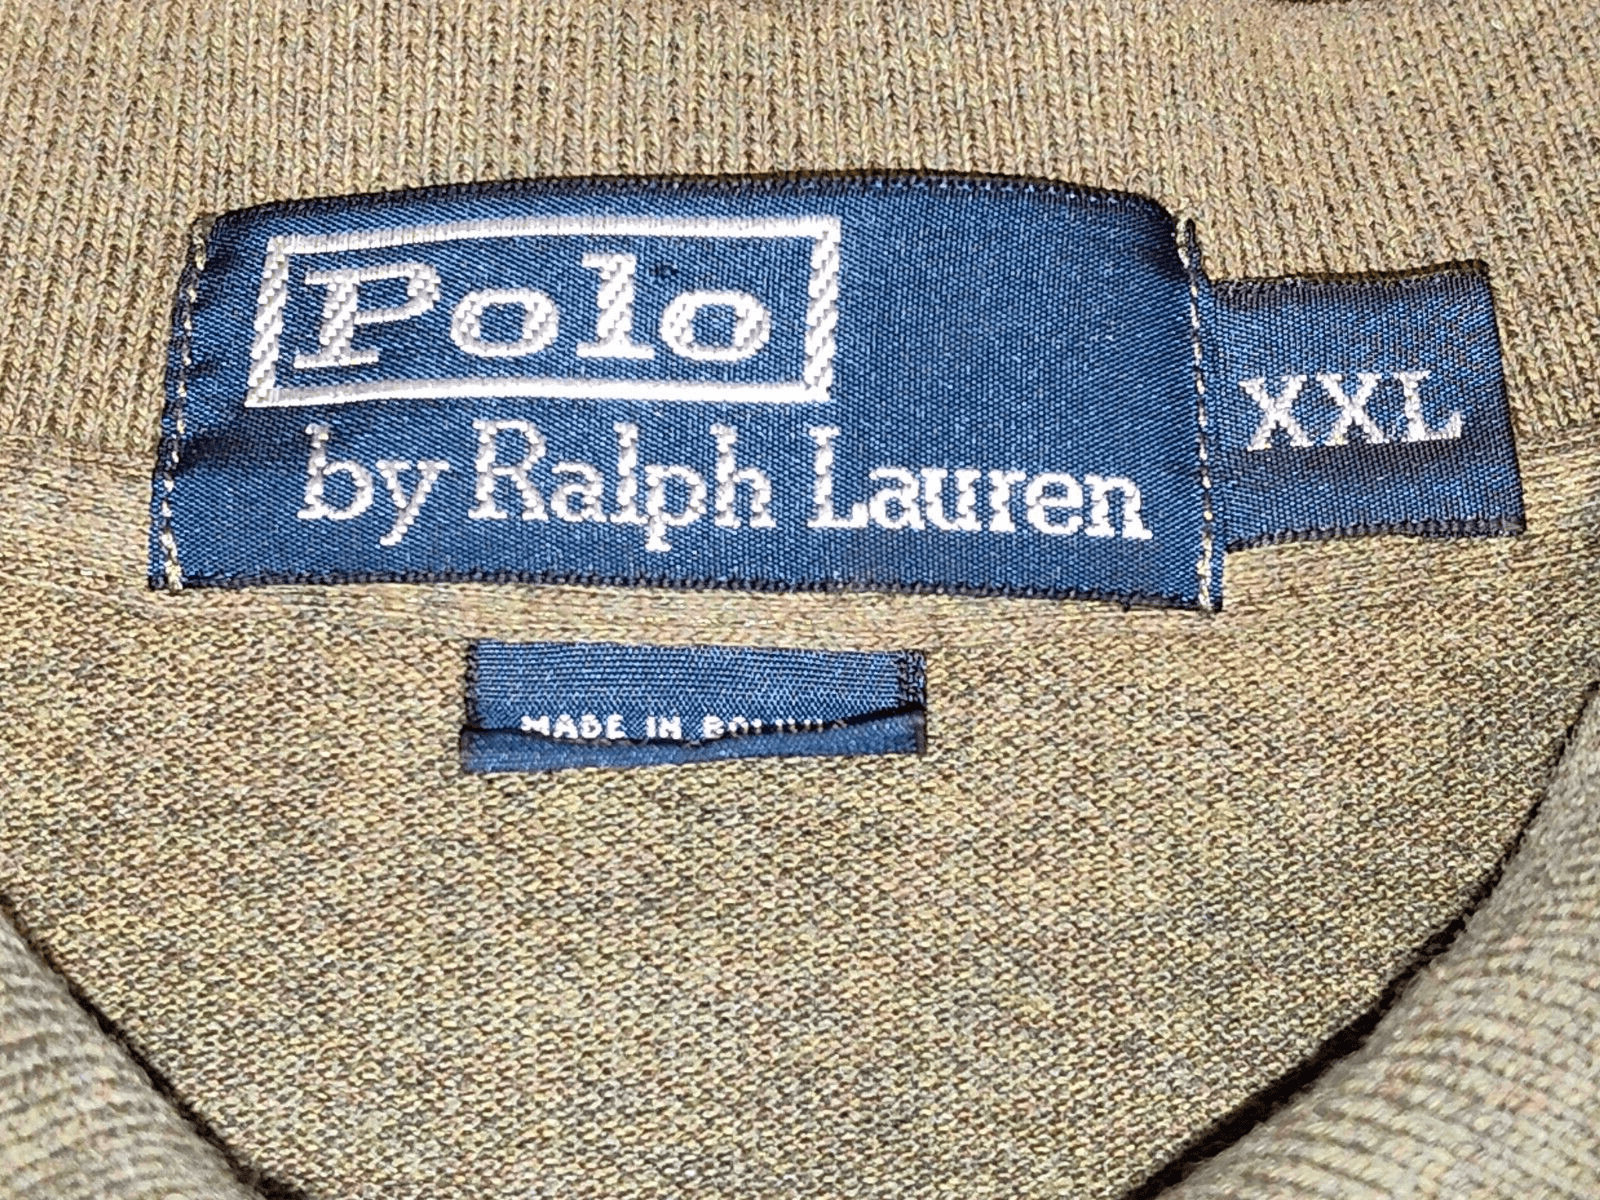 Polo
by Ralph Lauren
XXL
MADE IN